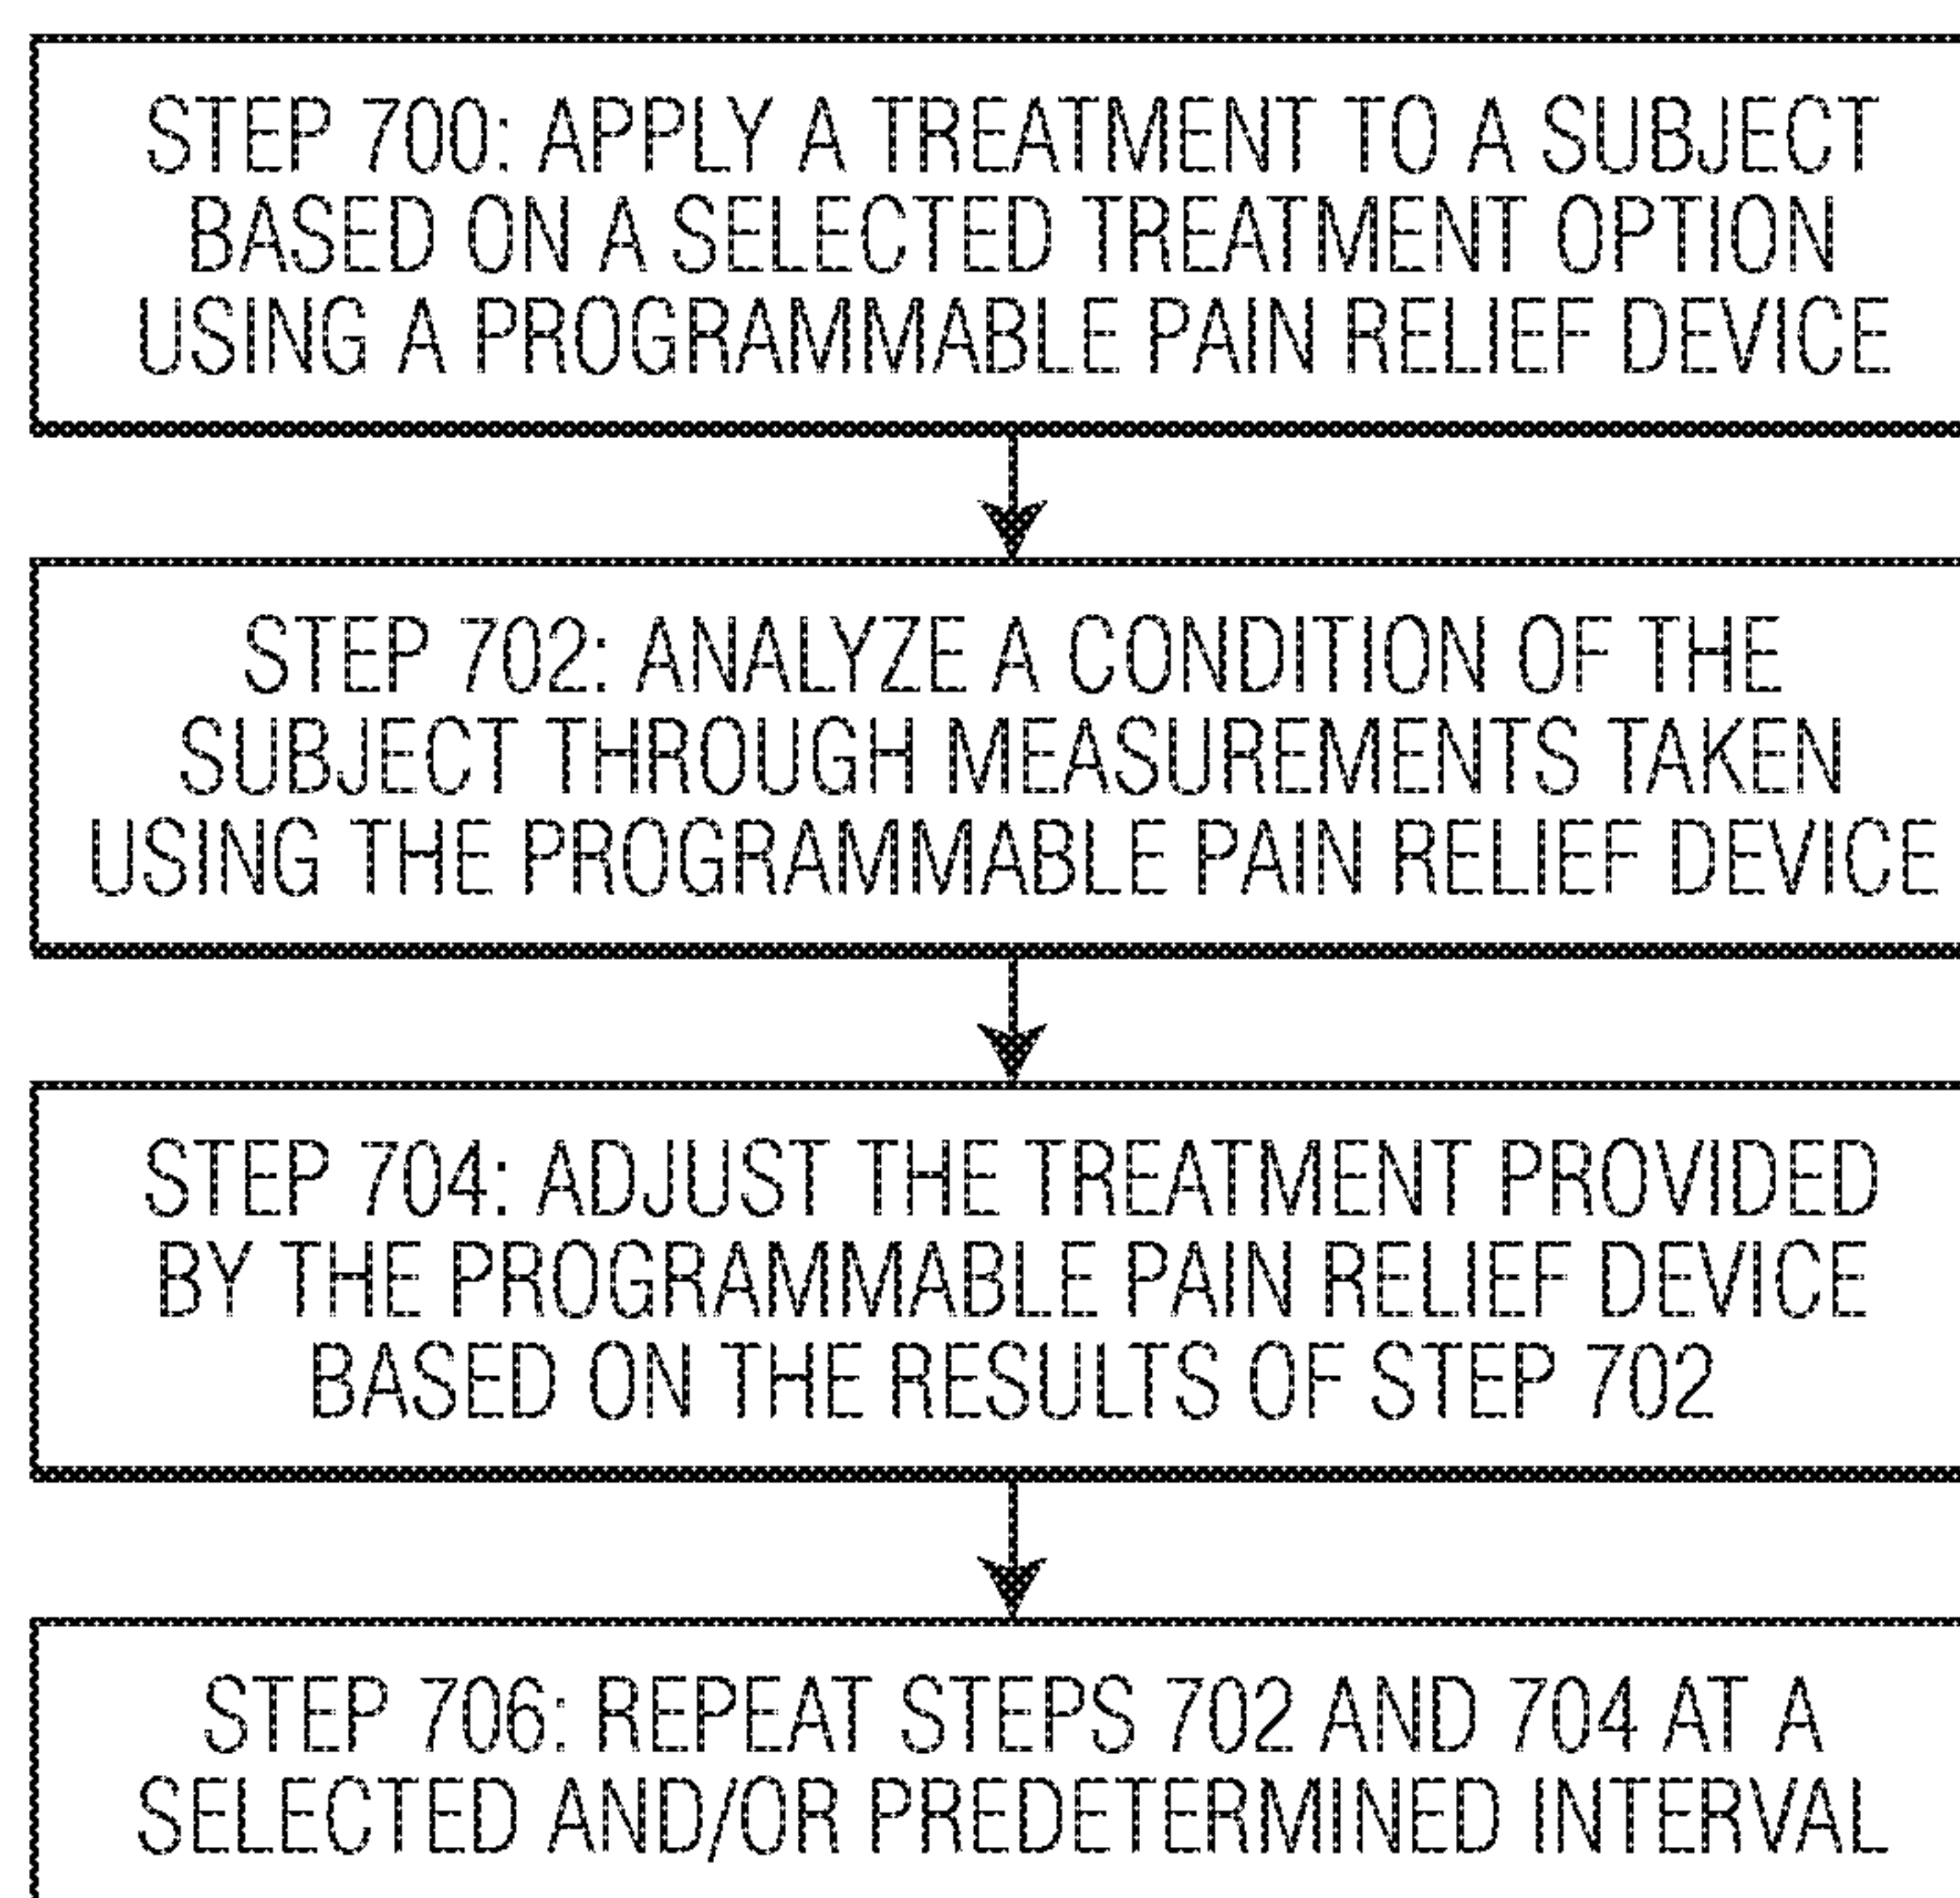 STEP 700: APPLY A TREATMENT TO A SUBJECT
BASED ON A SELECTED TREATMENT OPTION
USING A PROGRAMMABLE PAIN RELIEF DEVICE
STEP 702: ANALYZE A CONDITION OF THE
SUBJECT THROUGH MEASUREMENTS TAKEN
USING THE PROGRAMMABLE PAIN RELIEF DEVICE
STEP 704: ADJUST THE TREATMENT PROVIDED
BY THE PROGRAMMABLE PAIN RELIEF DEVICE
BASED ON THE RESULTS OF STEP 702
STEP 706: REPEAT STEPS 702 AND 704 AT A
SELECTED AND/OR PREDETERMINED INTERVAL